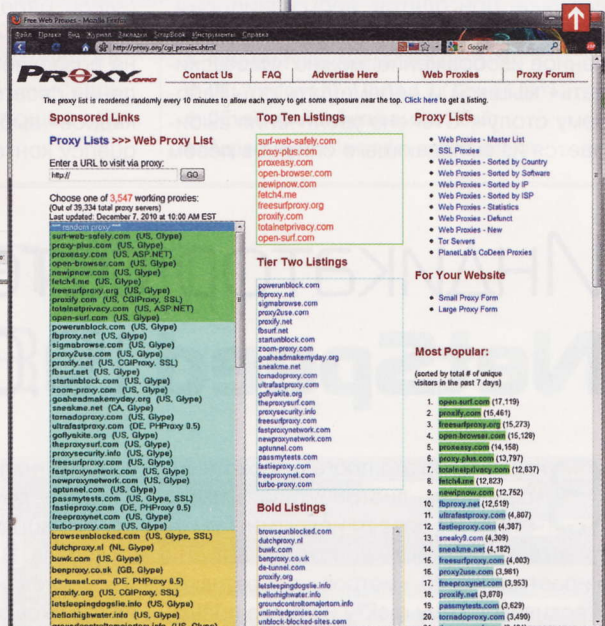 Free Web Proxies - Mozilla Firefox
Файл Правка Вид Журнал Закладки ScrapBook Инструменты Справка
http://proxy.org/cgi_proxies.shtml
Google
PROXY.ORG
Contact Us
FAQ
Advertise Here
Web Proxies
Proxy Forum
The proxy list is reordered randomly every 10 minutes to allow each proxy to get some exposure near the top. Click here to get a listing.
Sponsored Links
Proxy Lists >>> Web Proxy List
Enter a URL to visit via proxy:
http://
GO
Choose one of 3,547 working proxies:
(Out of 39,334 total proxy servers)
Last updated: December 7, 2010 at 10:00 AM EST
*** random proxy ***
surf-web-safely.com (US, Glype)
proxy-plus.com (US, Glype)
proxeasy.com (US, ASP.NET)
open-browser.com (US, Glype)
newipnow.com (US, Glype)
fetch4.me (US, Glype)
freesurfproxy.org (US, Glype)
proxify.com (US, CGIProxy, SSL)
totalnetprivacy.com (US, ASP.NET)
open-surf.com (US, Glype)
powerunblock.com (US, Glype)
fbproxy.net (US, Glype)
sigmabrowse.com (US, Glype)
proxy2use.com (US, Glype)
proxify.net (US, CGIProxy, SSL)
fbsurf.net (US, Glype)
startunblock.com (US, Glype)
zoom-proxy.com (US, Glype)
goaheadmakemyday.org (US, Glype)
sneakme.net (CA, Glype)
tornadoproxy.com (US, Glype)
ultrafastproxy.com (DE, PHProxy 0.5)
goflyakite.org (US, Glype)
theproxysurf.com (US, Glype)
proxysecurity.info (US, Glype)
freesurfproxy.com (US, Glype)
fastproxynetwork.com (US, Glype)
newproxynetwork.com (US, Glype)
aptunnel.com (US, Glype)
passmytests.com (US, Glype, SSL)
fastieproxy.com (DE, PHProxy 0.5)
freeproxynet.com (US, Glype)
turbo-proxy.com (US, Glype)
browseunblocked.com (US, Glype, SSL)
dutchproxy.nl (NL, Glype)
buwk.com (US, Glype)
benproxy.co.uk (GB, Glype)
de-tunnel.com (DE, PHProxy 0.5)
proxify.org (US, CGIProxy, SSL)
letsleepingdogslie.info (US, Glype)
hellorhighwater.info (US, Glype)
groundcontroltomajortom.info (US, Glype)
Top Ten Listings
surf-web-safely.com
proxy-plus.com
proxeasy.com
open-browser.com
newipnow.com
fetch4.me
freesurfproxy.org
proxify.com
totalnetprivacy.com
open-surf.com
Tier Two Listings
powerunblock.com
fbproxy.net
sigmabrowse.com
proxy2use.com
proxify.net
fbsurf.net
startunblock.com
zoom-proxy.com
goaheadmakemyday.org
sneakme.net
tornadoproxy.com
ultrafastproxy.com
goflyakite.org
theproxysurf.com
proxysecurity.info
freesurfproxy.com
fastproxynetwork.com
newproxynetwork.com
aptunnel.com
passmytests.com
fastieproxy.com
freeproxynet.com
turbo-proxy.com
Bold Listings
browseunblocked.com
dutchproxy.nl
buwk.com
benproxy.co.uk
de-tunnel.com
proxify.org
letsleepingdogslie.info
hellorhighwater.info
groundcontroltomajortom.info
unlimitedproxies.com
unblock-blocked-sites.com
Proxy Lists
Web Proxies - Master List
SSL Proxies
Web Proxies - Sorted by Country
Web Proxies - Sorted by Software
Web Proxies - Sorted by IP
Web Proxies - Sorted by ISP
Web Proxies - Statistics
Web Proxies - Defunct
Web Proxies - New
Tor Servers
PlanetLab's CoDeen Proxies
For Your Website
Small Proxy Form
Large Proxy Form
Most Popular:
(sorted by total # of unique
visitors in the past 7 days)
1. open-surf.com (17,119)
2. proxify.com (15,461)
3. freesurfproxy.org (15,273)
4. open-browser.com (15,128)
5. proxeasy.com (14,158)
6. proxy-plus.com (13,797)
7. totalnetprivacy.com (12,837)
8. fetch4.me (12,823)
9. newipnow.com (12,752)
10. fbproxy.net (12,519)
11. ultrafastproxy.com (4,807)
12. fastieproxy.com (4,387)
13. sneaky9.com (4,309)
14. sneakme.net (4,182)
15. freesurfproxy.com (4,003)
16. proxy2use.com (3,981)
17. freeproxynet.com (3,953)
18. proxify.net (3,870)
19. passmytests.com (3,629)
20. tornadoproxy.com (3,496)